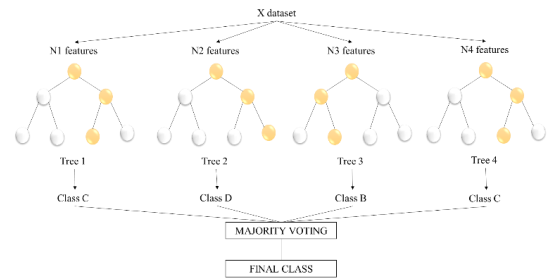 X dataset
N1 features N2 features N3 features N4 features
Tree 1 Tree 2 Tree 3 Tree 4
Class C Class D Class B Class C
MAJORITY VOTING
FINAL CLASS